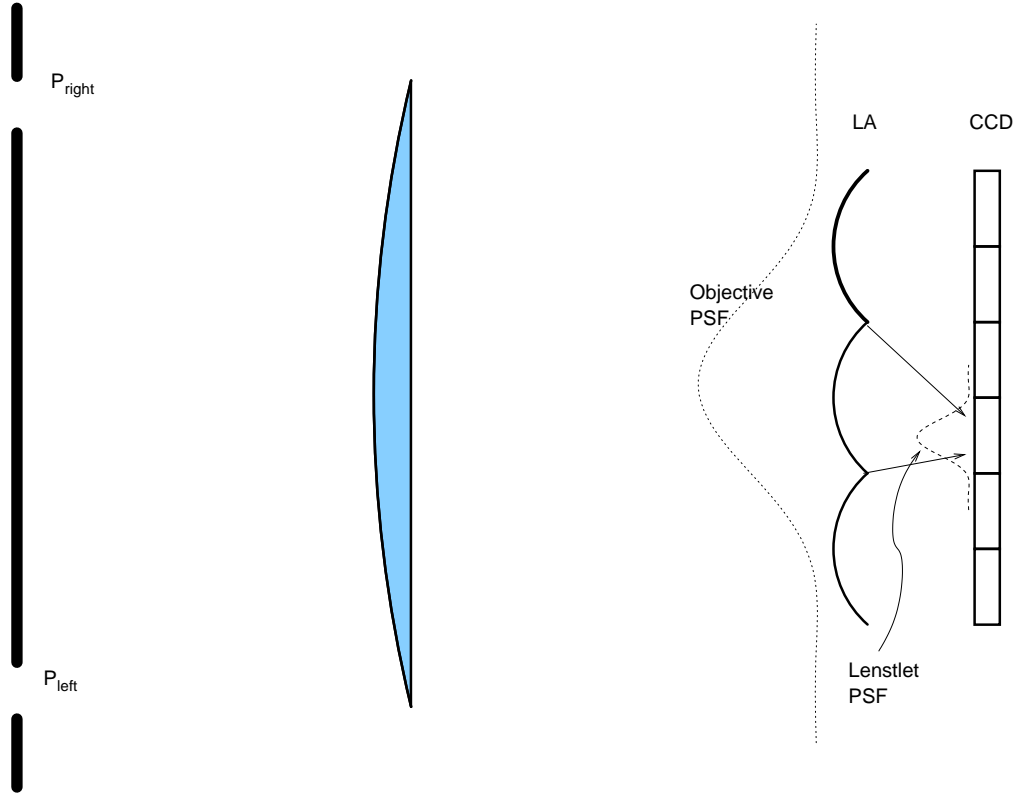 P_right
LA
CCD
Objective
PSF
P_left
Lenstlet
PSF